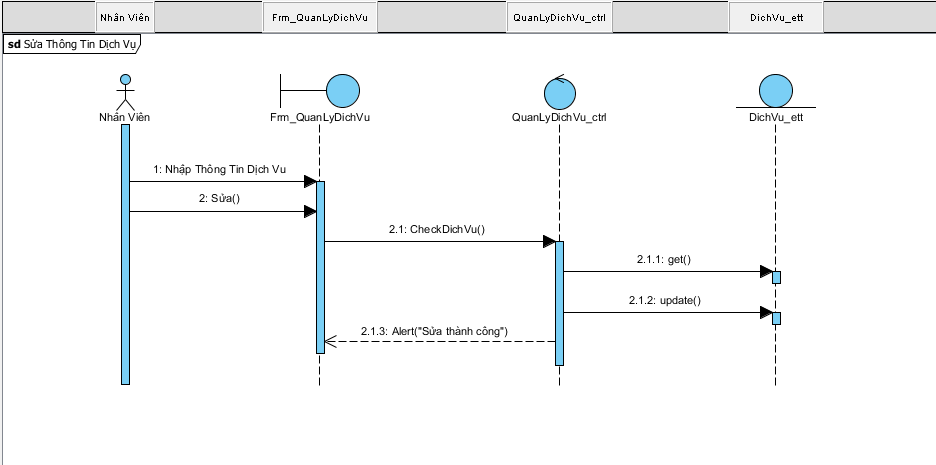 Nhân Viên
Frm_QuanLyDichVu
QuanLyDichVu_ctrl
DichVu_ett
sd Sửa Thông Tin Dịch Vụ
Nhân Viên
Frm_QuanLyDichVu
QuanLyDichVu_ctrl
DichVu_ett
1: Nhập Thông Tin Dịch Vu
2: Sửa()
2.1: CheckDichVu()
2.1.1: get()
2.1.2: update()
2.1.3: Alert("Sửa thành công")